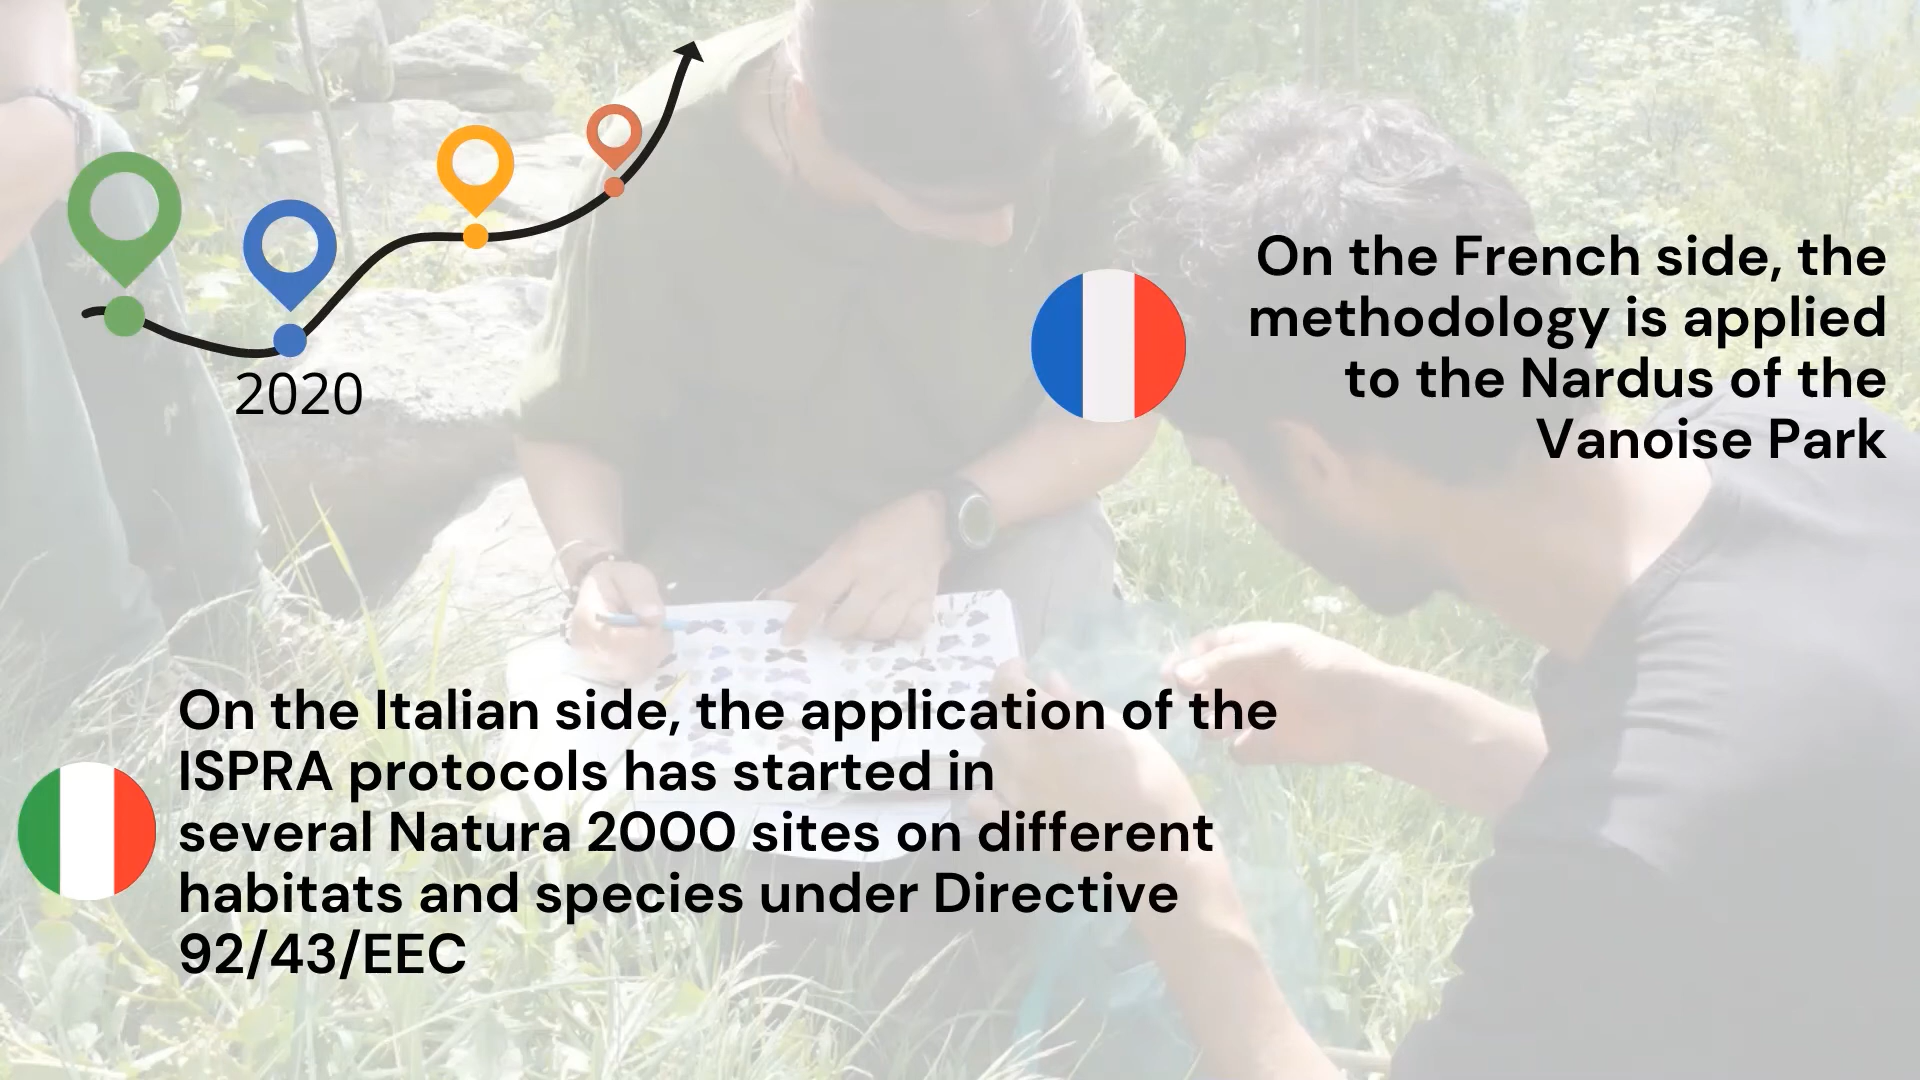 2020
On the French side, the
methodology is applied
to the Nardus of the
Vanoise Park
On the Italian side, the application of the
ISPRA protocols has started in
several Natura 2000 sites on different
habitats and species under Directive
92/43/EEC